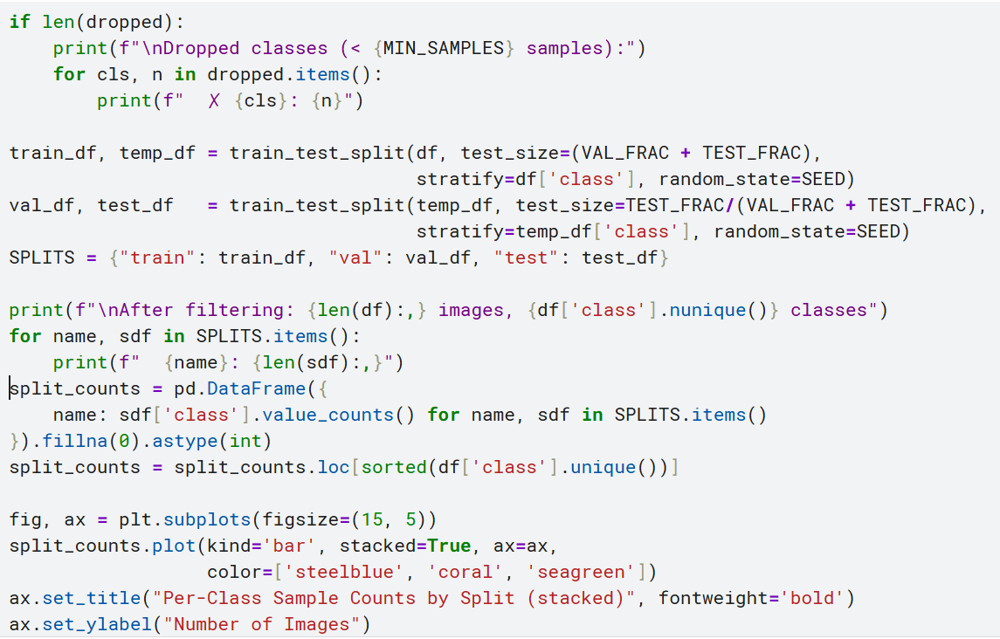 if len(dropped):
    print(f"\nDropped classes (< {MIN_SAMPLES} samples):")
    for cls, n in dropped.items():
        print(f"  ✗ {cls}: {n}")

train_df, temp_df = train_test_split(df, test_size=(VAL_FRAC + TEST_FRAC),
                                     stratify=df['class'], random_state=SEED)
val_df, test_df   = train_test_split(temp_df, test_size=TEST_FRAC/(VAL_FRAC + TEST_FRAC),
                                     stratify=temp_df['class'], random_state=SEED)
SPLITS = {"train": train_df, "val": val_df, "test": test_df}

print(f"\nAfter filtering: {len(df):,} images, {df['class'].nunique()} classes")
for name, sdf in SPLITS.items():
    print(f"  {name}: {len(sdf):,}")
split_counts = pd.DataFrame({
    name: sdf['class'].value_counts() for name, sdf in SPLITS.items()
}).fillna(0).astype(int)
split_counts = split_counts.loc[sorted(df['class'].unique())]

fig, ax = plt.subplots(figsize=(15, 5))
split_counts.plot(kind='bar', stacked=True, ax=ax,
                  color=['steelblue', 'coral', 'seagreen'])
ax.set_title("Per-Class Sample Counts by Split (stacked)", fontweight='bold')
ax.set_ylabel("Number of Images")